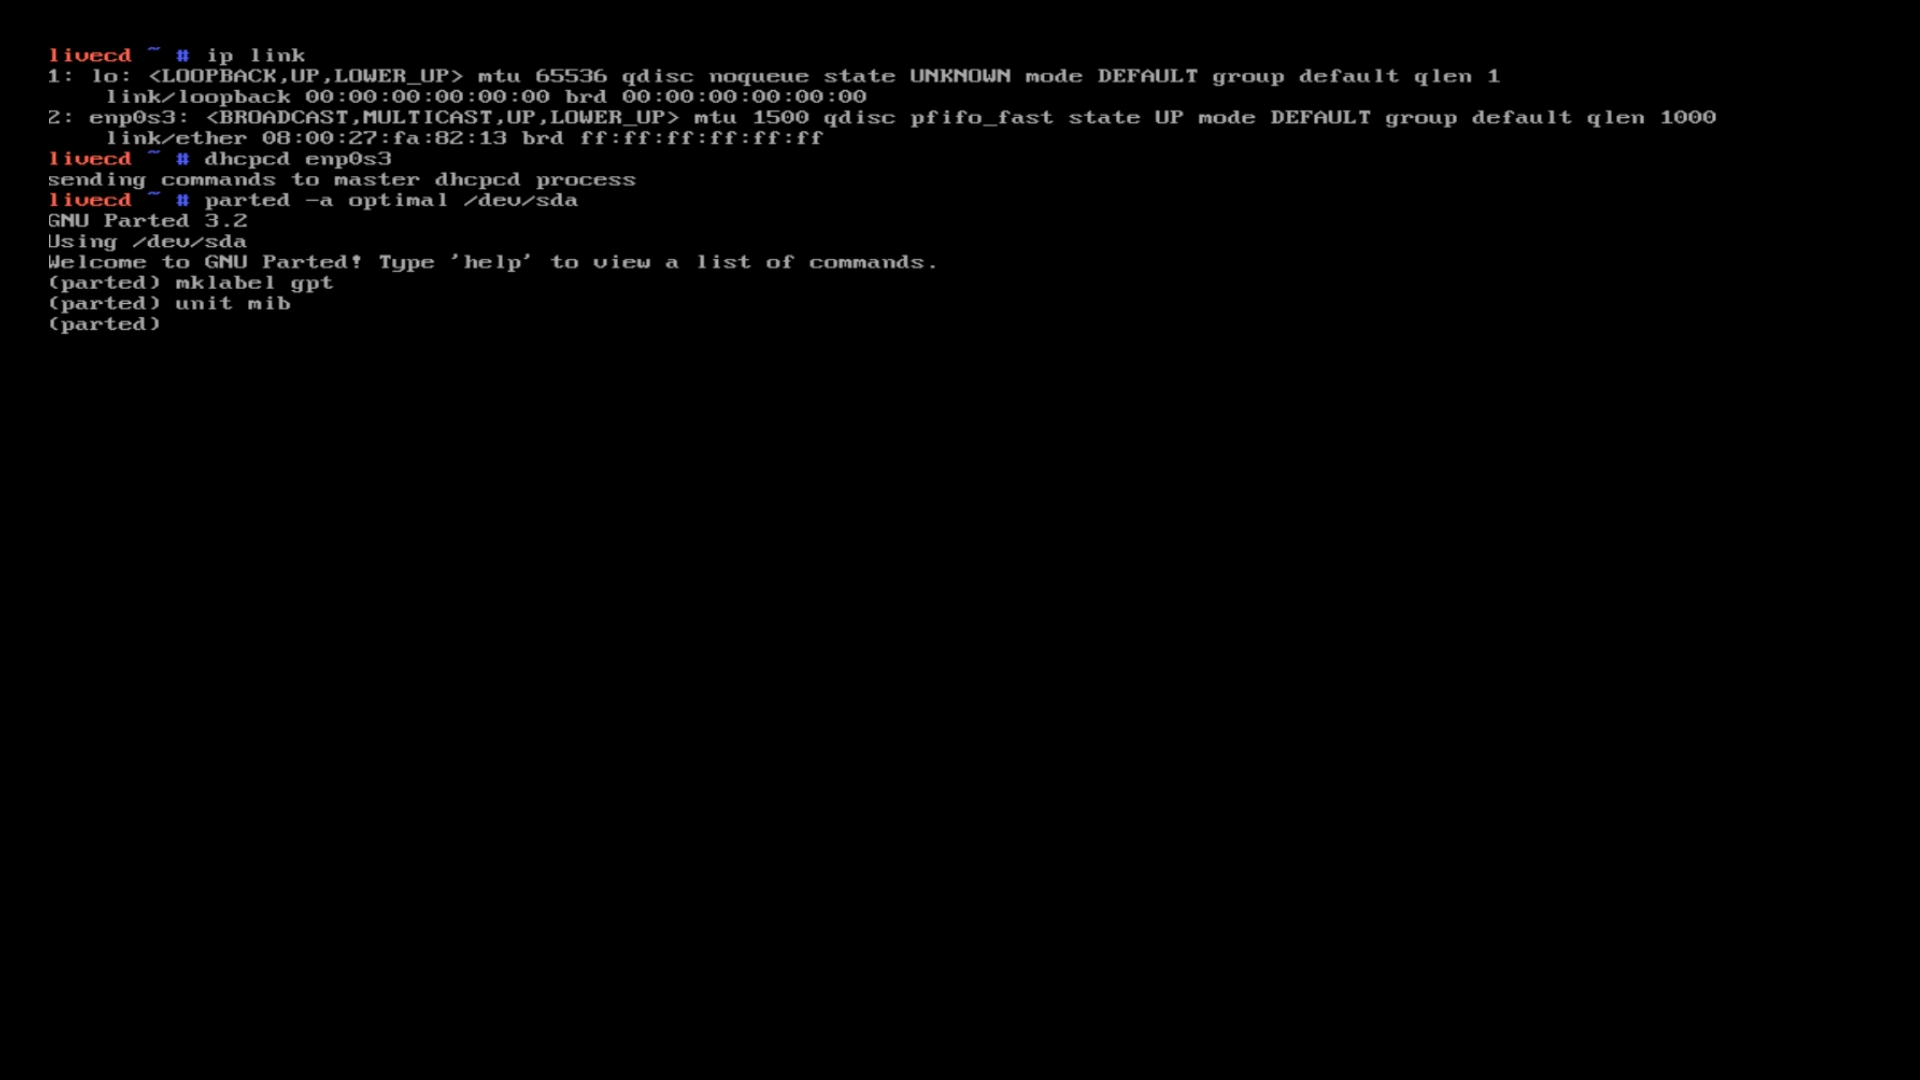 livecd ~ # ip link
1: lo: <LOOPBACK,UP,LOWER_UP> mtu 65536 qdisc noqueue state UNKNOWN mode DEFAULT group default qlen 1
    link/loopback 00:00:00:00:00:00 brd 00:00:00:00:00:00
2: enp0s3: <BROADCAST,MULTICAST,UP,LOWER_UP> mtu 1500 qdisc pfifo_fast state UP mode DEFAULT group default qlen 1000
    link/ether 08:00:27:fa:82:13 brd ff:ff:ff:ff:ff:ff
livecd ~ # dhcpcd enp0s3
sending commands to master dhcpcd process
livecd ~ # parted -a optimal /dev/sda
GNU Parted 3.2
Using /dev/sda
Welcome to GNU Parted! Type 'help' to view a list of commands.
(parted) mklabel gpt
(parted) unit mib
(parted)